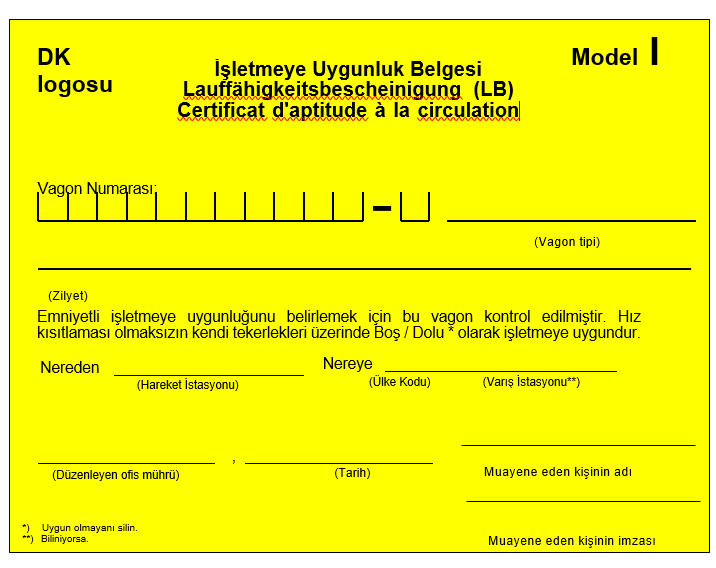 DK
logosu
İşletmeye Uygunluk Belgesi
Lauffähigkeitsbescheinigung (LB)
Certificat d'aptitude à la circulation
Model I
Vagon Numarası:
(Vagon tipi)
(Zilyet)
Emniyetli işletmeye uygunluğunu belirlemek için bu vagon kontrol edilmiştir. Hız
kısıtlaması olmaksızın kendi tekerlekleri üzerinde Boş / Dolu * olarak işletmeye uygundur.
Nereden
(Hareket İstasyonu)
Nereye
(Ülke Kodu) (Varış İstasyonu**)
,
(Düzenleyen ofis mührü)
(Tarih)
Muayene eden kişinin adı
Muayene eden kişinin imzası
*) Uygun olmayanı silin.
**) Biliniyorsa.